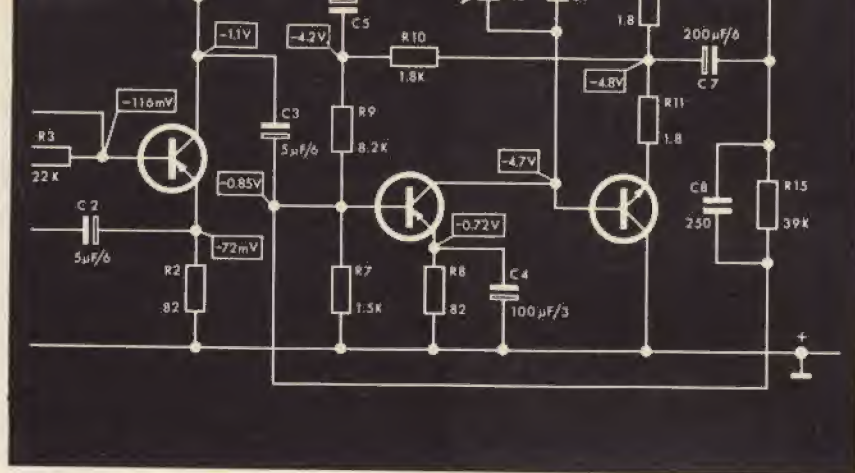 1.8
200µF/6
C5
-1.1V
-4.2V
R10
1.8K
-4.8V
C7
R11
1.8
-116mV
C3
5µF/6
R9
8.2K
R3
22K
-4.7V
-0.85V
C8
250
R15
39K
C2
5µF/6
-72mV
-0.72V
R2
82
R7
1.5K
R8
82
C4
100µF/3
+